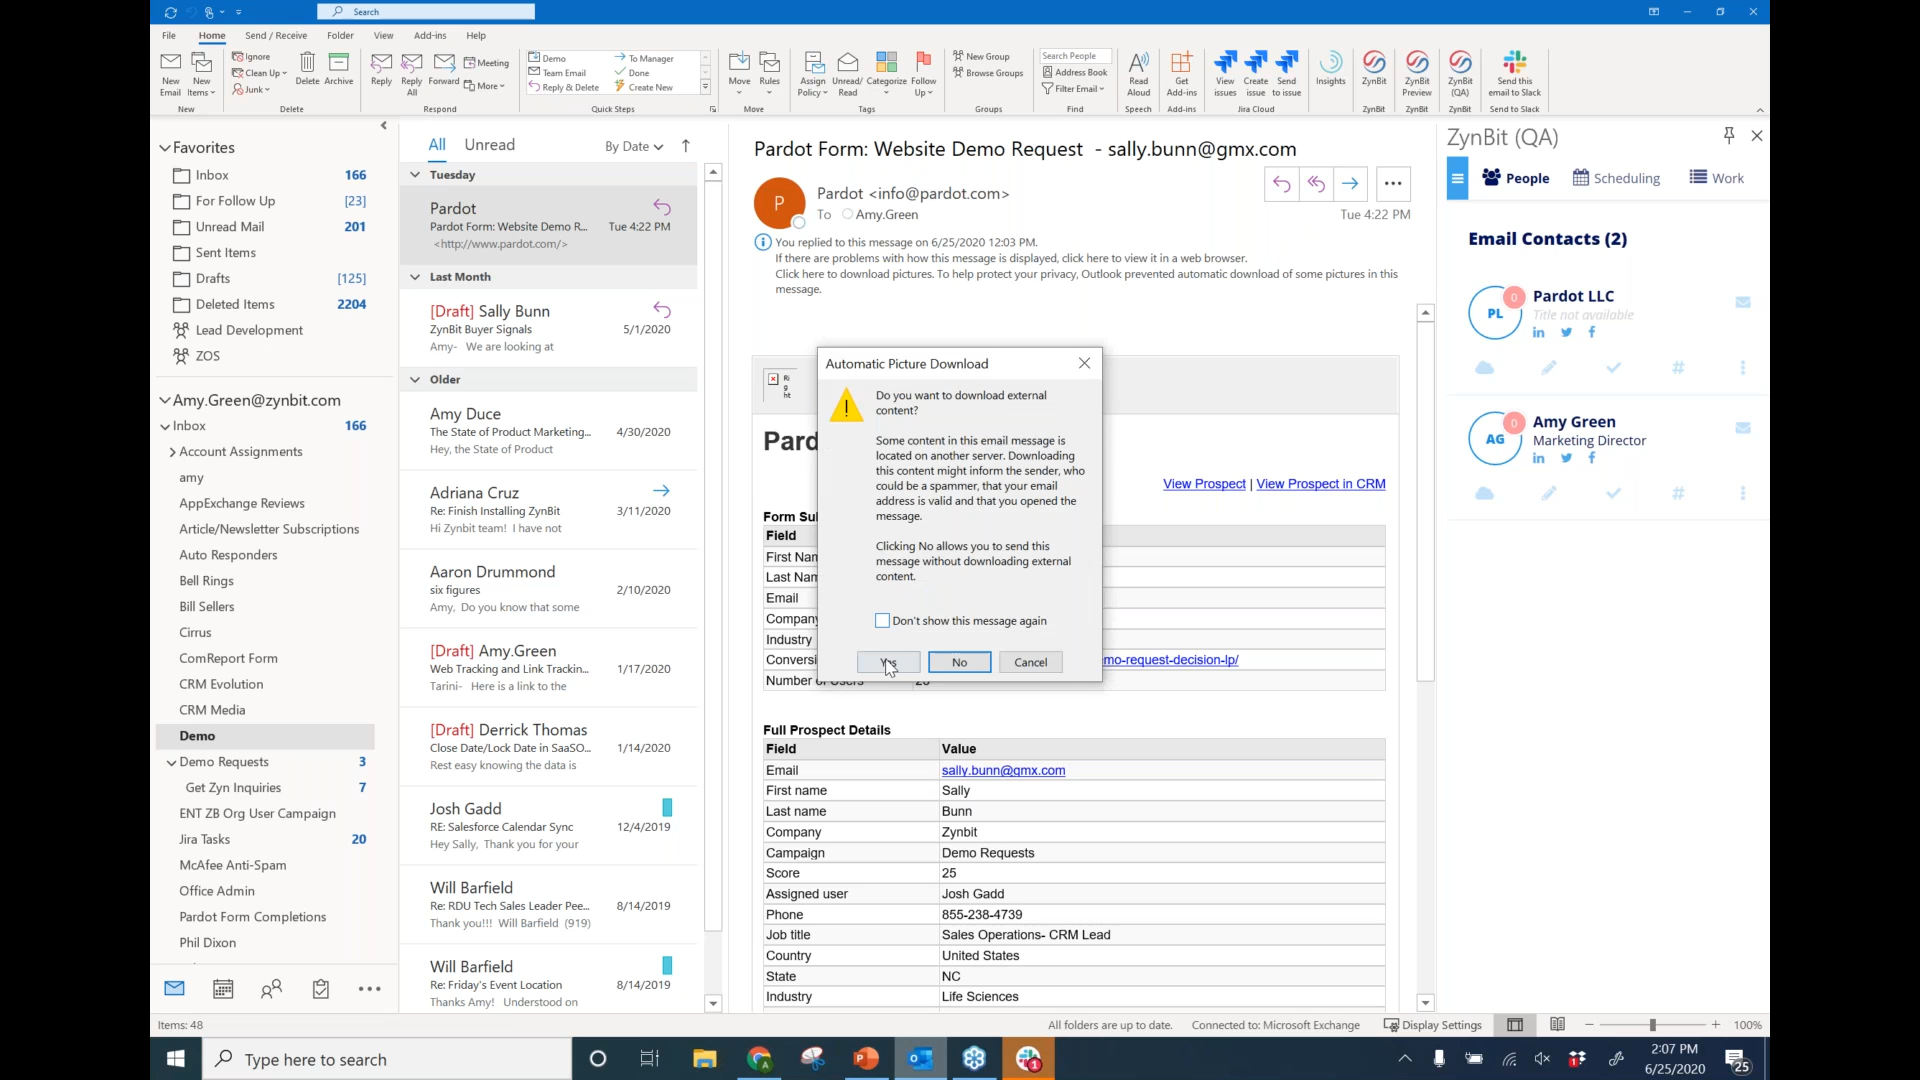 Search
File Home Send / Receive Folder View Add-ins Help
New Email
New Items
New
Ignore
Clean Up
Junk
Delete
Archive
Delete
Reply
Reply All
Forward
Meeting
More
Respond
Demo
Team Email
Reply & Delete
To Manager
Done
Create New
Quick Steps
Move
Rules
Move
Assign Policy
Unread/ Read
Categorize
Follow Up
Tags
New Group
Browse Groups
Groups
Search People
Address Book
Filter Email
Find
Read Aloud
Speech
Get Add-ins
Add-ins
View issues
Create issue
Send to issue
Jira Cloud
Insights
ZynBit
ZynBit
ZynBit Preview
ZynBit
ZynBit (QA)
ZynBit
Send this email to Slack
Send to Slack
Favorites
Inbox 166
For Follow Up [23]
Unread Mail 201
Sent Items
Drafts [125]
Deleted Items 2204
Lead Development
ZOS
Amy.Green@zynbit.com
Inbox 166
Account Assignments
amy
AppExchange Reviews
Article/Newsletter Subscriptions
Auto Responders
Bell Rings
Bill Sellers
Cirrus
ComReport Form
CRM Evolution
CRM Media
Demo
Demo Requests 3
Get Zyn Inquiries 7
ENT ZB Org User Campaign
Jira Tasks 20
McAfee Anti-Spam
Office Admin
Pardot Form Completions
Phil Dixon
All Unread By Date
Tuesday
Pardot
Pardot Form: Website Demo R... Tue 4:22 PM
<http://www.pardot.com/>
Last Month
[Draft] Sally Bunn
ZynBit Buyer Signals 5/1/2020
Amy- We are looking at
Older
Amy Duce
The State of Product Marketing... 4/30/2020
Hey, the State of Product
Adriana Cruz
Re: Finish Installing ZynBit 3/11/2020
Hi Zynbit team! I have not
Aaron Drummond
six figures 2/10/2020
Amy, Do you know that some
[Draft] Amy.Green
Web Tracking and Link Trackin... 1/17/2020
Tarini- Here is a link to the
[Draft] Derrick Thomas
Close Date/Lock Date in SaaSO... 1/14/2020
Rest easy knowing the data is
Josh Gadd
RE: Salesforce Calendar Sync 12/4/2019
Hey Sally, Thank you for your
Will Barfield
Re: RDU Tech Sales Leader Pee... 8/14/2019
Thank you!!! Will Barfield (919)
Will Barfield
Re: Friday's Event Location 8/14/2019
Thanks Amy! Understood on
Pardot Form: Website Demo Request - sally.bunn@gmx.com
P
Pardot <info@pardot.com>
To Amy.Green
Tue 4:22 PM
You replied to this message on 6/25/2020 12:03 PM.
If there are problems with how this message is displayed, click here to view it in a web browser.
Click here to download pictures. To help protect your privacy, Outlook prevented automatic download of some pictures in this
message.
Ri
g
ht
Pard
View Prospect | View Prospect in CRM
Form Sul
Field
First Nam
Last Nam
Email
Company
Industry
Conversi mo-request-decision-lp/
Number of Users 26
Automatic Picture Download
Do you want to download external
content?
Some content in this email message is
located on another server. Downloading
this content might inform the sender, who
could be a spammer, that your email
address is valid and that you opened the
message.
Clicking No allows you to send this
message without downloading external
content.
Don't show this message again
Yes No Cancel
Full Prospect Details
Field Value
Email sally.bunn@gmx.com
First name Sally
Last name Bunn
Company Zynbit
Campaign Demo Requests
Score 25
Assigned user Josh Gadd
Phone 855-238-4739
Job title Sales Operations- CRM Lead
Country United States
State NC
Industry Life Sciences
ZynBit (QA)
People Scheduling Work
Email Contacts (2)
PL 0 Pardot LLC
Title not available
AG 0 Amy Green
Marketing Director
Items: 48
All folders are up to date. Connected to: Microsoft Exchange Display Settings 100%
Type here to search
2:07 PM
6/25/2020
25